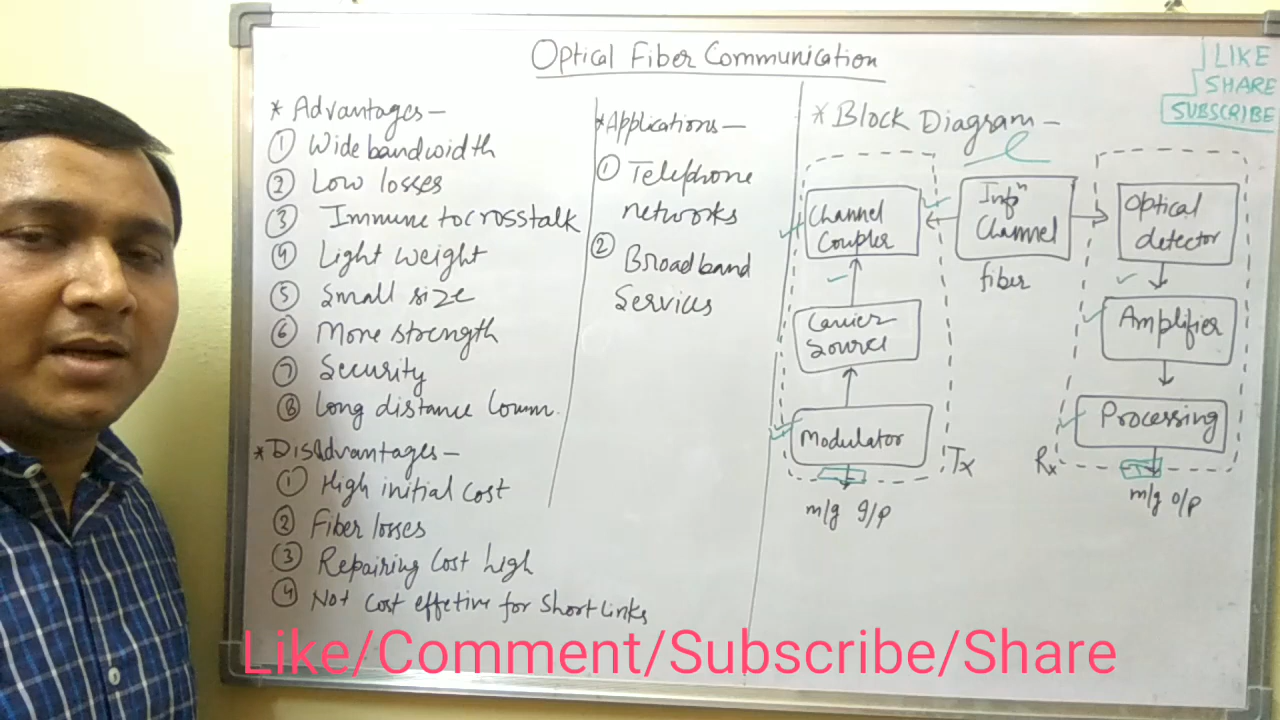 Optical Fiber Communication
LIKE
SHARE
SUBSCRIBE
* Advantages -
① Wide bandwidth
② Low losses
③ Immune to crosstalk
④ Light weight
⑤ Small size
⑥ More strength
⑦ Security
⑧ Long distance Comm.
* DisAdvantages -
① High initial cost
② Fiber losses
③ Repairing Cost high
④ Not cost effetive for Short links
* Applications -
① Telephone
networks
② Broadband
Services
* Block Diagram -
Channel
Coupler
Carrier
Source
Modulator
Tx
m/g I/p
Infoⁿ
Channel
fiber
Optical
detector
Amplifier
Processing
Rx
m/g o/p
Like/Comment/Subscribe/Share